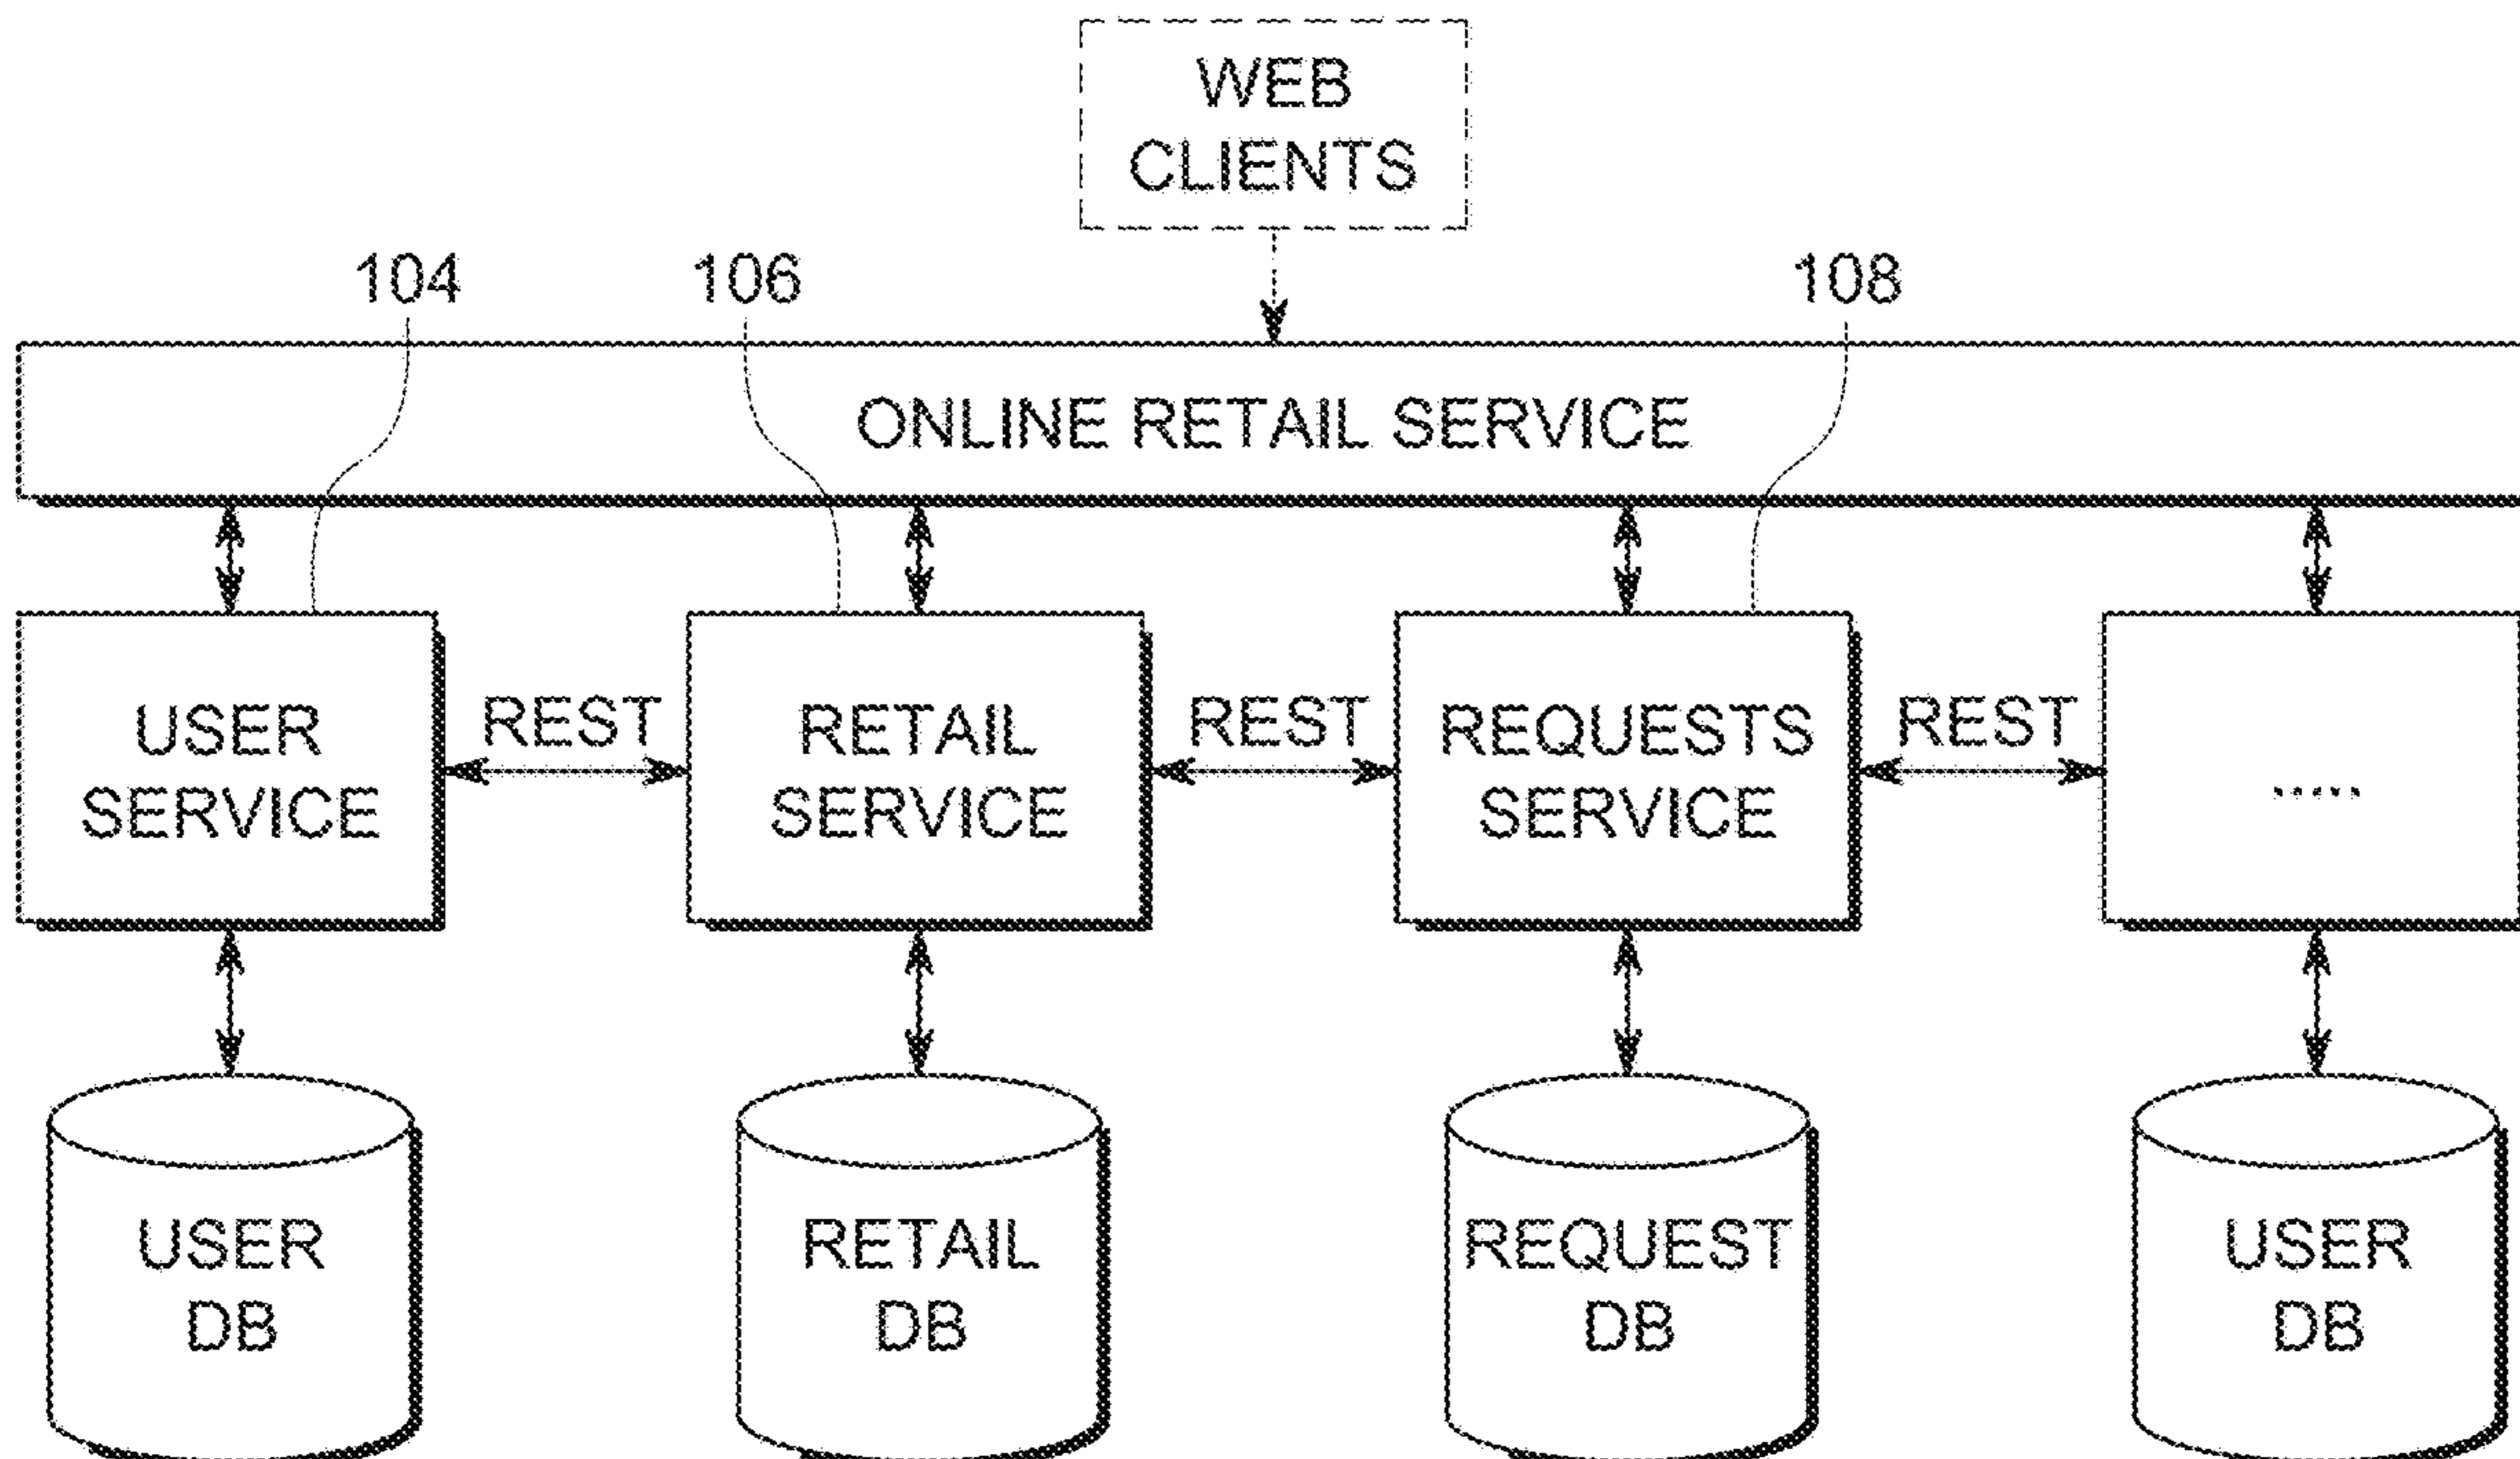 WEB
CLIENTS
104
106
108
ONLINE RETAIL SERVICE
USER
SERVICE
REST
RETAIL
SERVICE
REST
REQUESTS
SERVICE
REST
.....
USER
DB
RETAIL
DB
REQUEST
DB
USER
DB